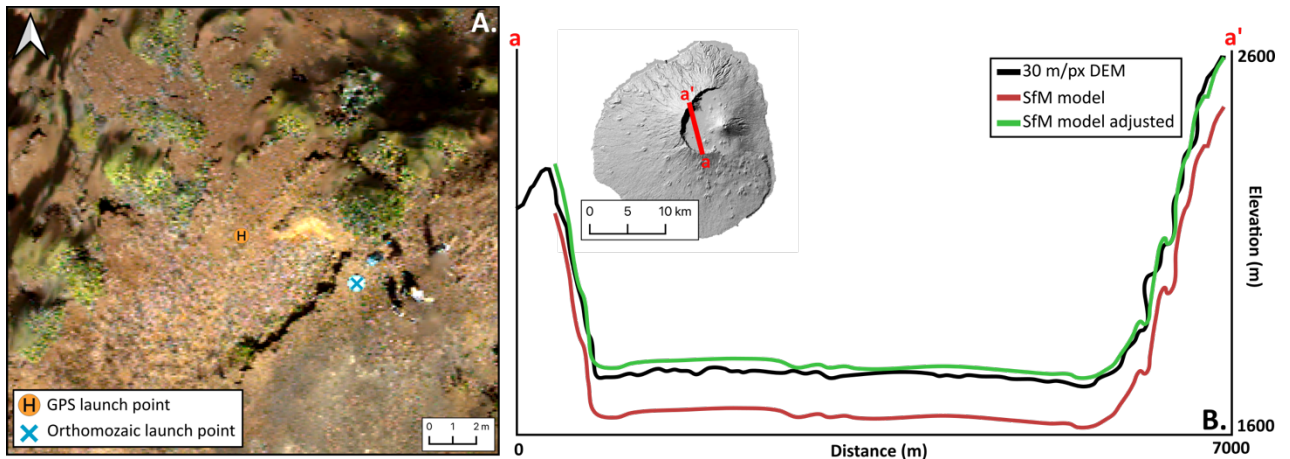 A.
H
H GPS launch point
Orthomozaic launch point
0 1 2 m
a
a'
2600
30 m/px DEM
SfM model
SfM model adjusted
a'
a
0 5 10 km
Elevation
(m)
B.
1600
0
Distance (m)
7000